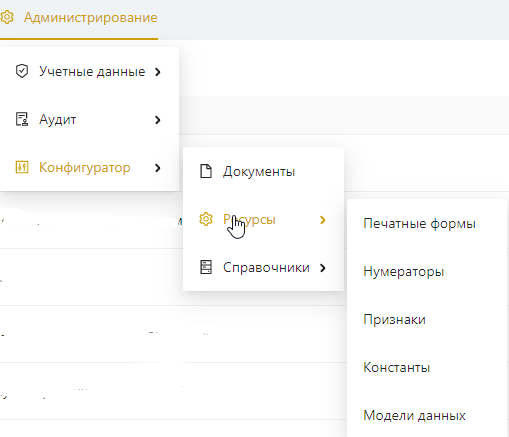 Администрирование
Учетные данные
Аудит
Конфигуратор
Документы
Ресурсы
Справочники
Печатные формы
Нумераторы
Признаки
Константы
Модели данных